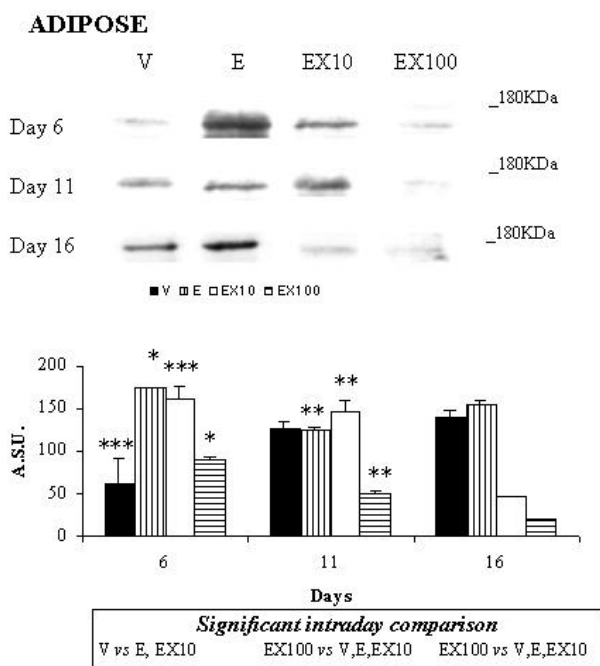 ADIPOSE
V E EX10 EX100
_180KDa
Day 6
_180KDa
Day 11
_180KDa
Day 16
V E EX10 EX100
200
150
100
50
0
A.S.U.
*** * *** *
** ** **
6 11 16
Days
Significant intraday comparison
V vs E, EX10 EX100 vs V,E,EX10 EX100 vs V,E,EX10